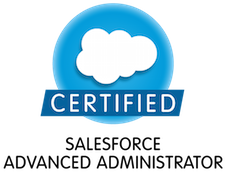 CERTIFIED
SALESFORCE
ADVANCED ADMINISTRATOR